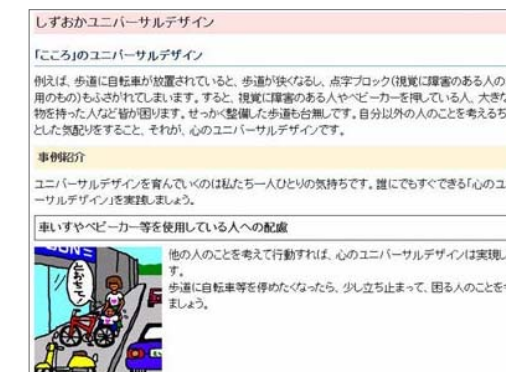 しずおかユニバーサルデザイン
「こころ」のユニバーサルデザイン
例えば、歩道に自転車が放置されていると、歩道が狭くなるし、点字ブロック(視覚に障害のある人の
用のもの)もふさがれてしまいます。すると、視覚に障害のある人やベビーカーを押している人、大きな
物を持った人など皆が困ります。せっかく整備した歩道も台無しです。自分以外の人のことを考えるち
とした気配りをすること、それが、心のユニバーサルデザインです。
事例紹介
ユニバーサルデザインを育んでいくのは私たち一人ひとりの気持ちです。誰にでもすぐできる「心のユ
ーサルデザイン」を実践しましょう。
車いすやベビーカー等を使用している人への配慮
他の人のことを考えて行動すれば、心のユニバーサルデザインは実現し
す。
歩道に自転車等を停めたくなったら、少し立ち止まって、困る人のことを
ましょう。